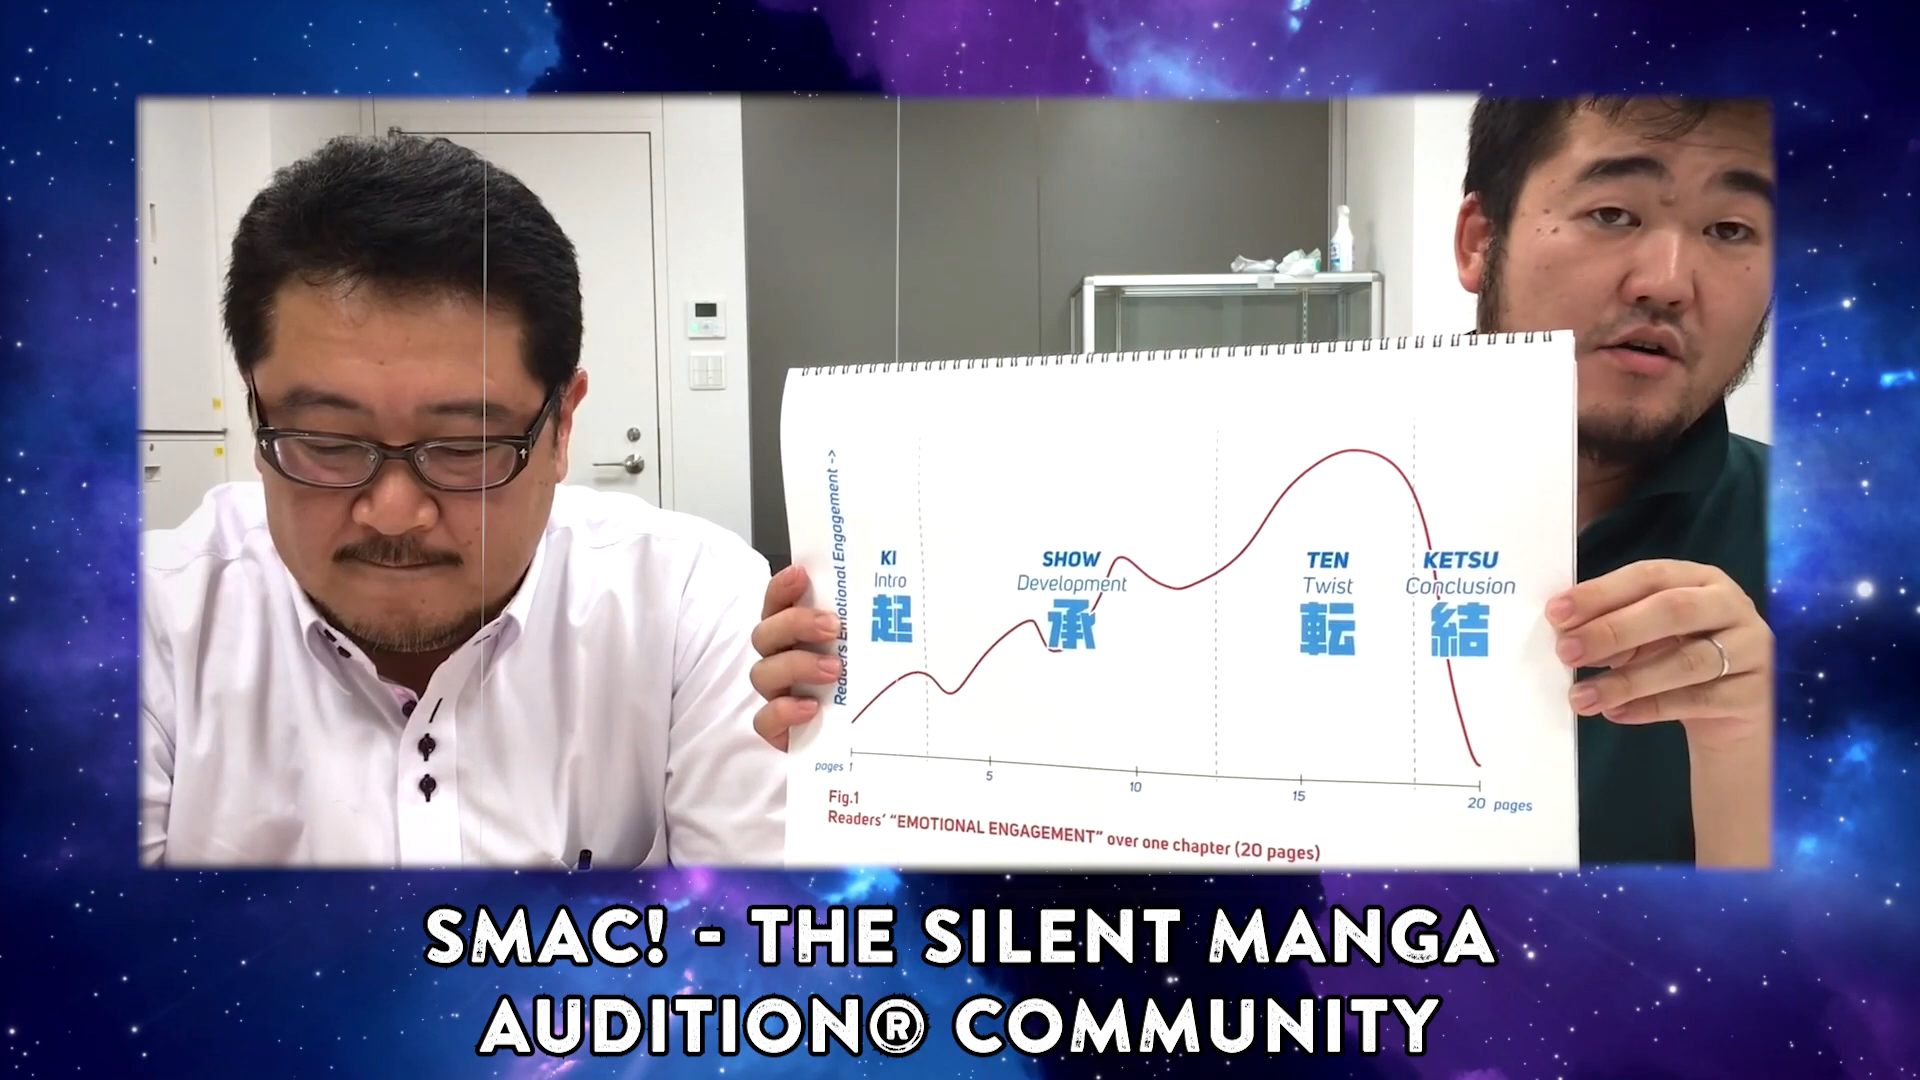 Readers Emotional Engagement ->
KI
Intro
起
SHOW
Development
承
TEN
Twist
転
KETSU
Conclusion
結
pages 1
5
10
15
20 pages
Fig.1
Readers' "EMOTIONAL ENGAGEMENT" over one chapter (20 pages)
SMAC! - THE SILENT MANGA
AUDITION® COMMUNITY